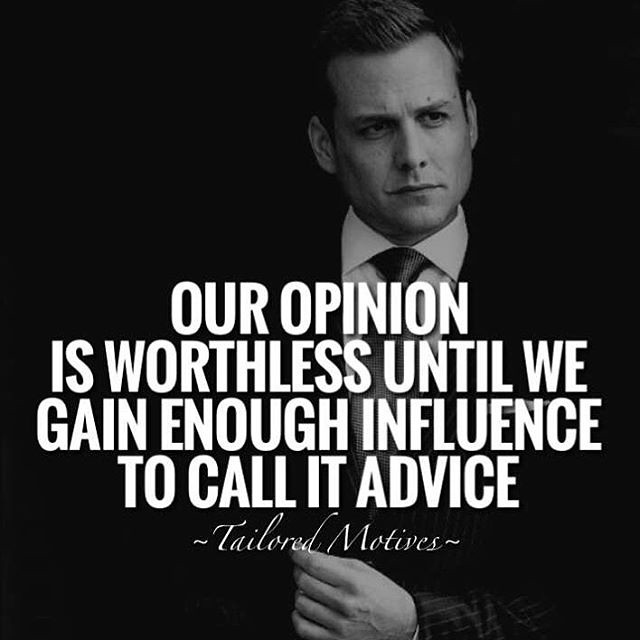 OUR OPINION
IS WORTHLESS UNTIL WE
GAIN ENOUGH INFLUENCE
TO CALL IT ADVICE
~Tailored Motives~